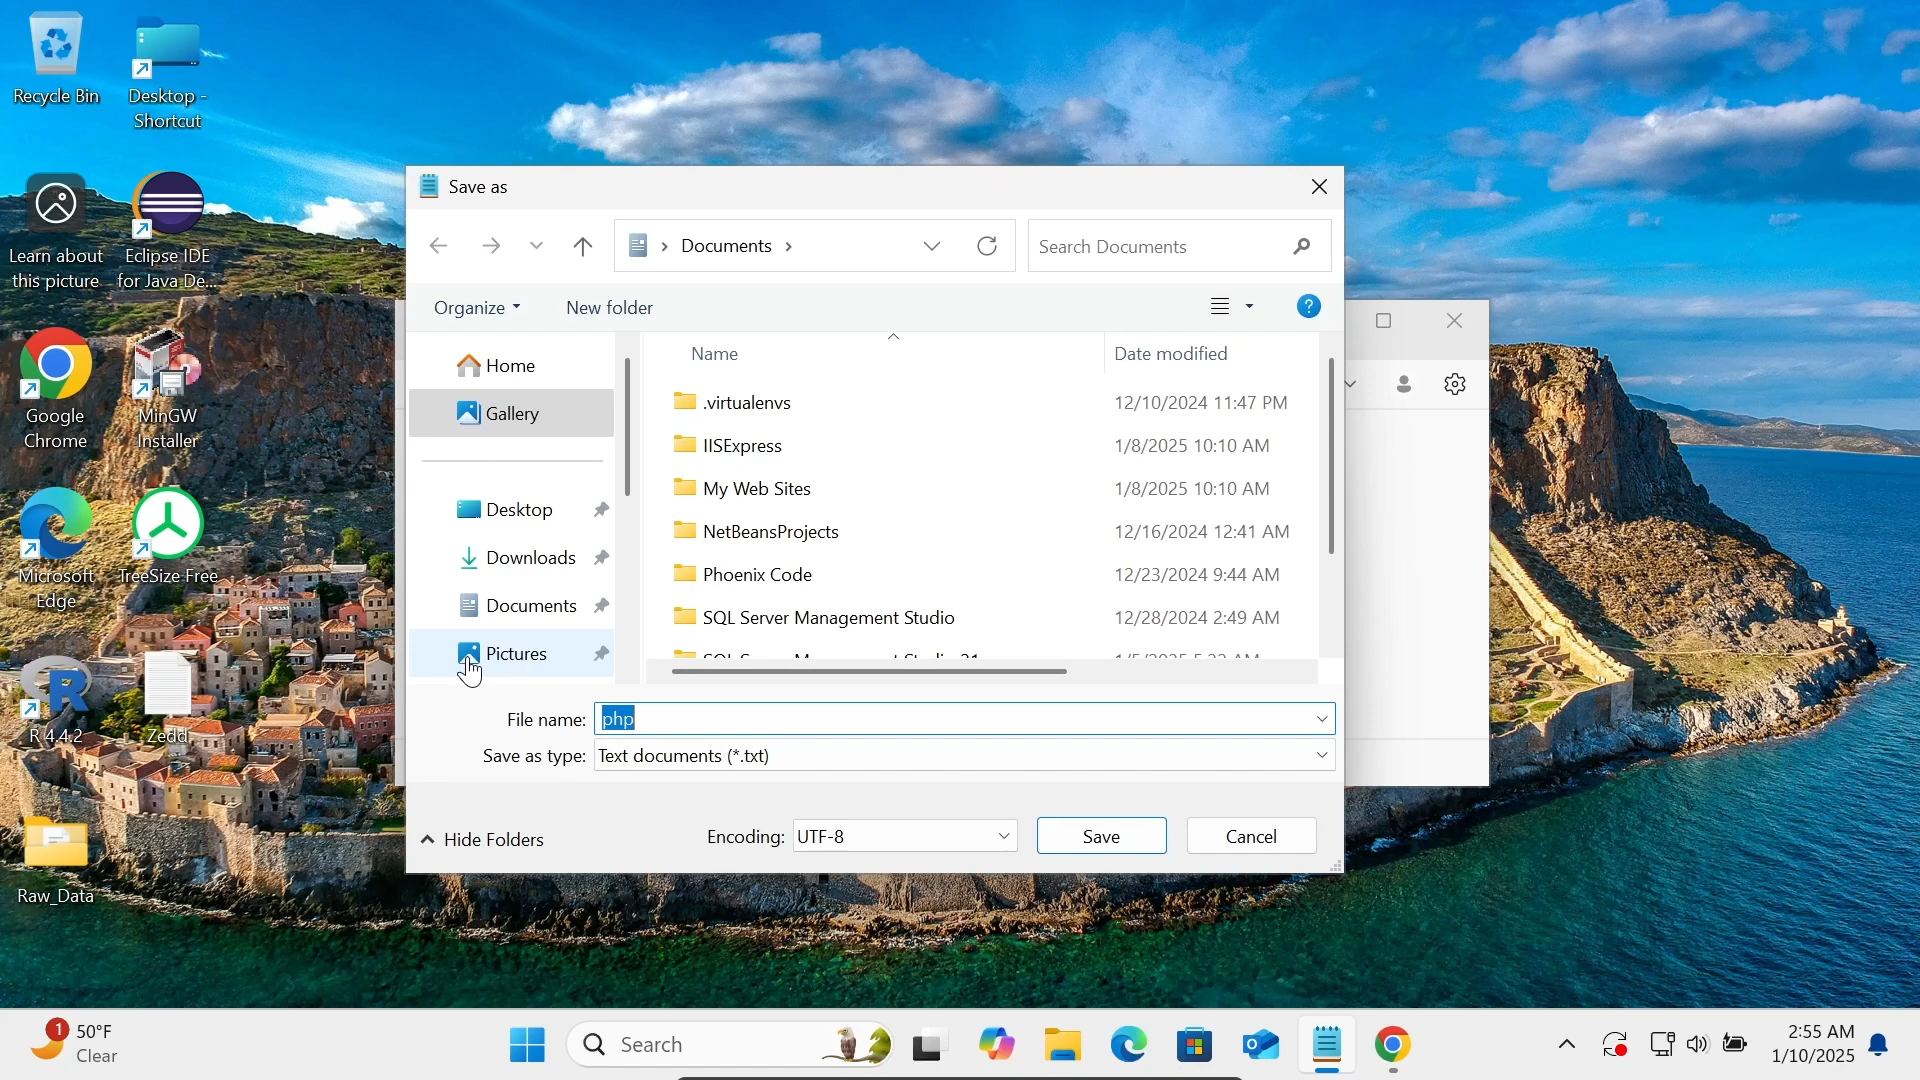 Recycle Bin
Desktop -
Shortcut
Learn about
this picture
Eclipse IDE
for Java De...
Google
Chrome
MinGW
Installer
Microsoft
Edge
TreeSize Free
R 4.4.2
Zedd
Raw_Data
Save as
Documents
Search Documents
Organize
New folder
Home
Gallery
Desktop
Downloads
Documents
Pictures
Name
Date modified
.virtualenvs
12/10/2024 11:47 PM
IISExpress
1/8/2025 10:10 AM
My Web Sites
1/8/2025 10:10 AM
NetBeansProjects
12/16/2024 12:41 AM
Phoenix Code
12/23/2024 9:44 AM
SQL Server Management Studio
12/28/2024 2:49 AM
File name:
php
Save as type:
Text documents (*.txt)
Hide Folders
Encoding:
UTF-8
Save
Cancel
1
50°F
Clear
Search
2:55 AM
1/10/2025